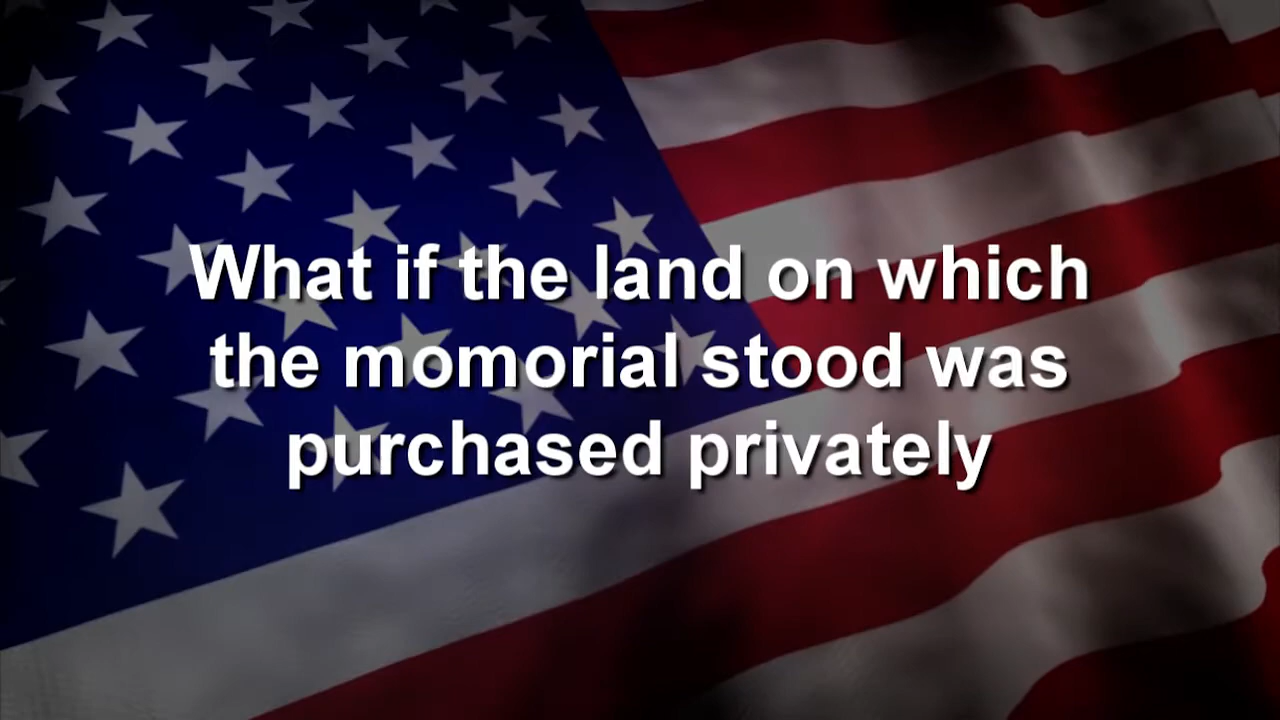 What if the land on which
the momorial stood was
purchased privately